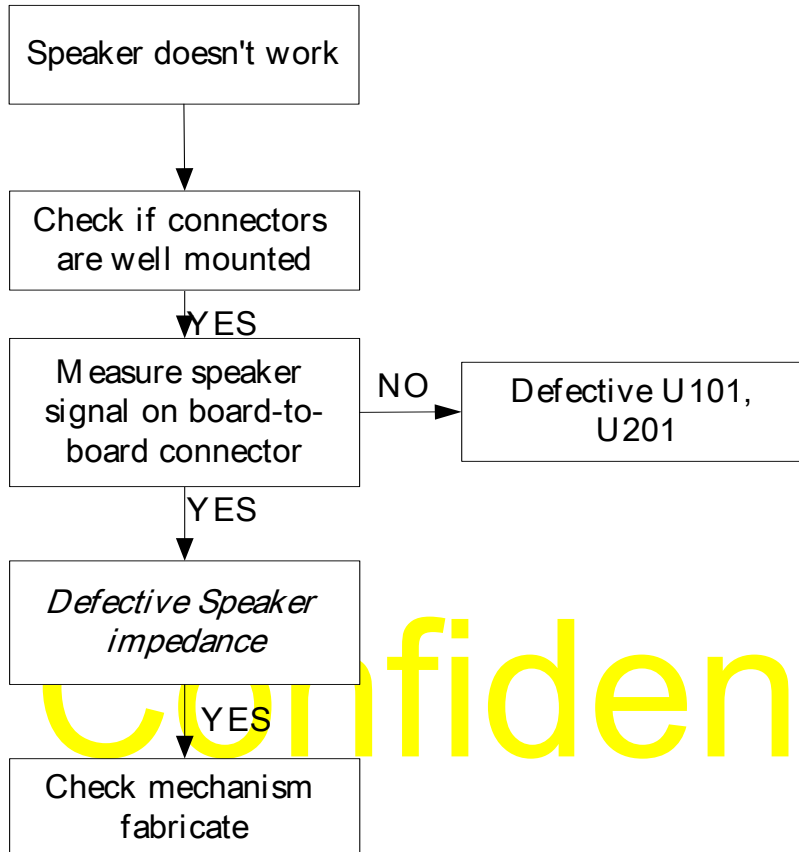 Speaker doesn't work
Check if connectors
are well mounted
YES
Measure speaker
signal on board-to-
board connector
NO
Defective U101,
U201
YES
Defective Speaker
impedance
Confiden
YES
Check mechanism
fabricate